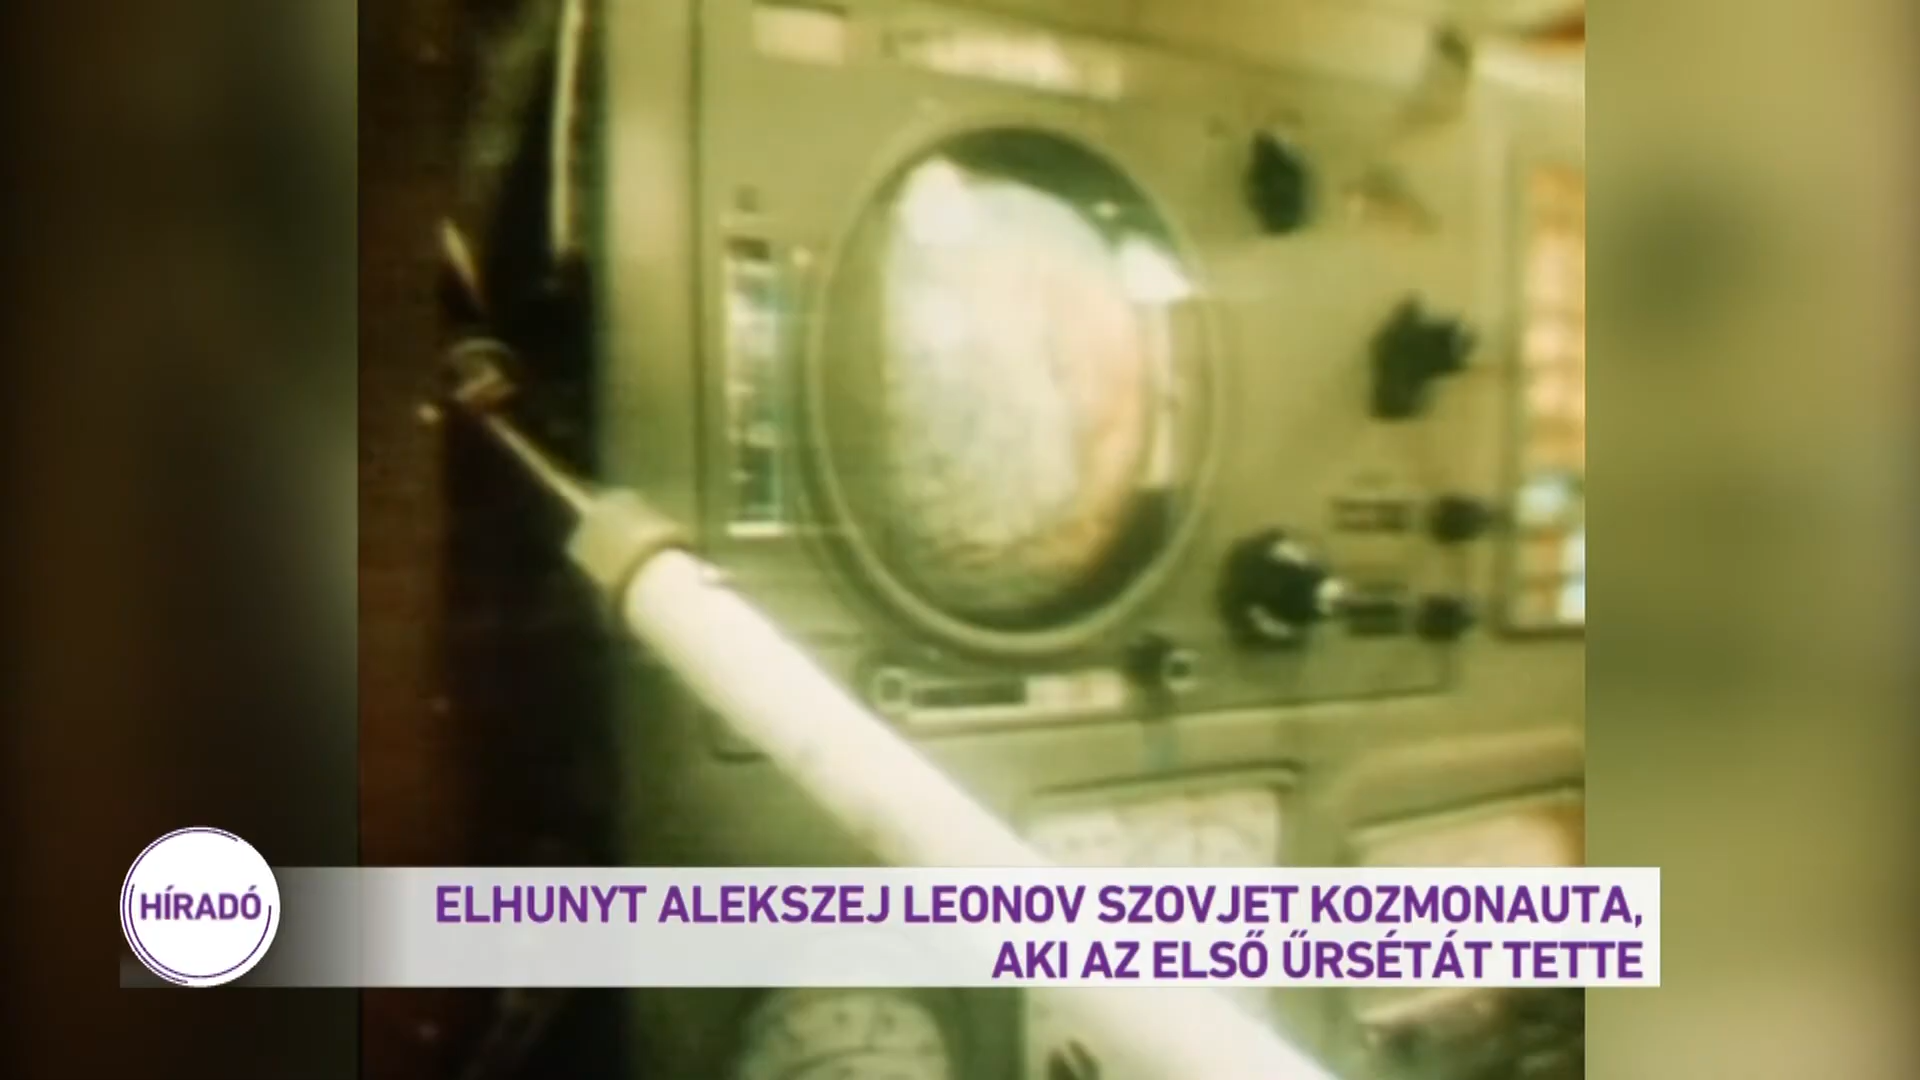 HÍRADÓ
ELHUNYT ALEKSZEJ LEONOV SZOVJET KOZMONAUTA,
AKI AZ ELSŐ ŰRSÉTÁT TETTE